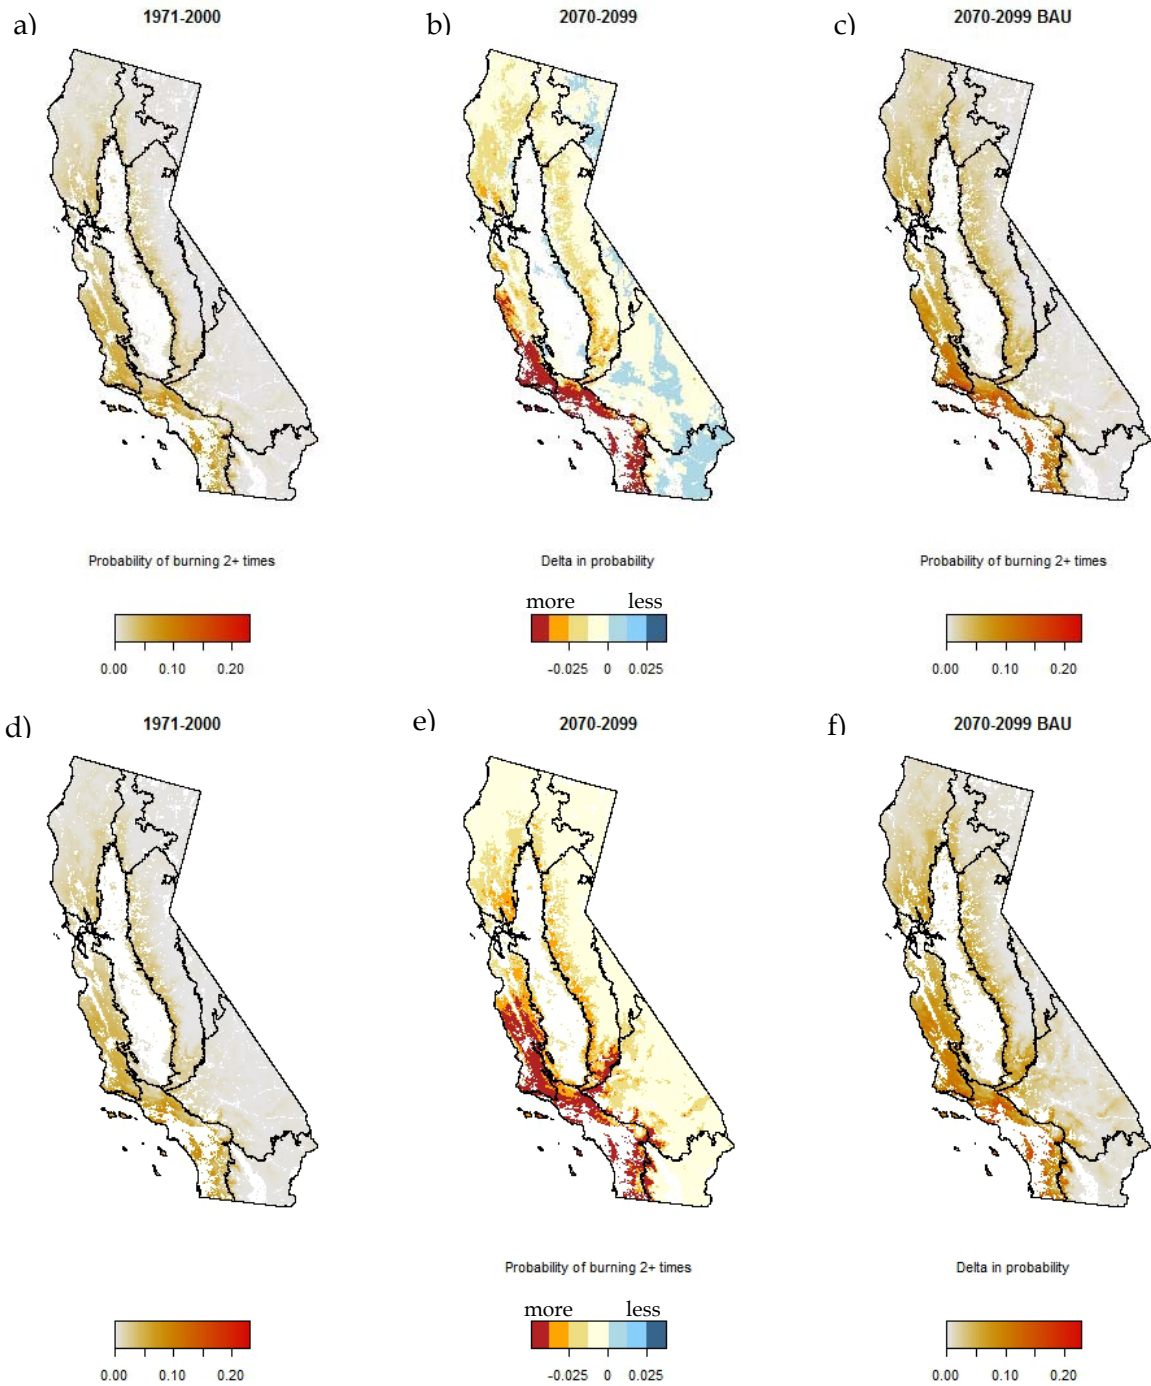 a) 1971-2000
b) 2070-2099
c) 2070-2099 BAU
Probability of burning 2+ times
0.00 0.10 0.20
Delta in probability
more less
-0.025 0 0.025
Probability of burning 2+ times
0.00 0.10 0.20
d) 1971-2000
e) 2070-2099
f) 2070-2099 BAU
0.00 0.10 0.20
Probability of burning 2+ times
more less
-0.025 0 0.025
Delta in probability
0.00 0.10 0.20